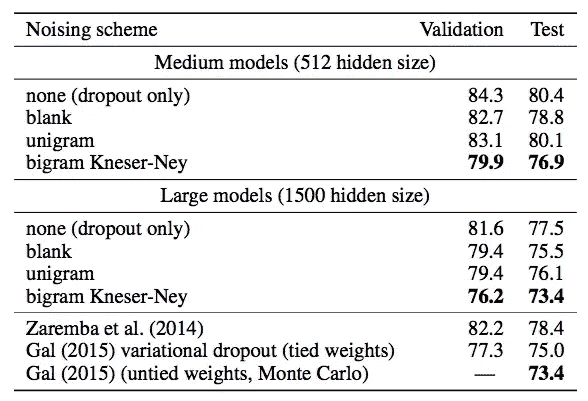 Noising scheme Validation Test
Medium models (512 hidden size)
none (dropout only) 84.3 80.4
blank 82.7 78.8
unigram 83.1 80.1
bigram Kneser-Ney 79.9 76.9
Large models (1500 hidden size)
none (dropout only) 81.6 77.5
blank 79.4 75.5
unigram 79.4 76.1
bigram Kneser-Ney 76.2 73.4
Zaremba et al. (2014) 82.2 78.4
Gal (2015) variational dropout (tied weights) 77.3 75.0
Gal (2015) (untied weights, Monte Carlo) — 73.4